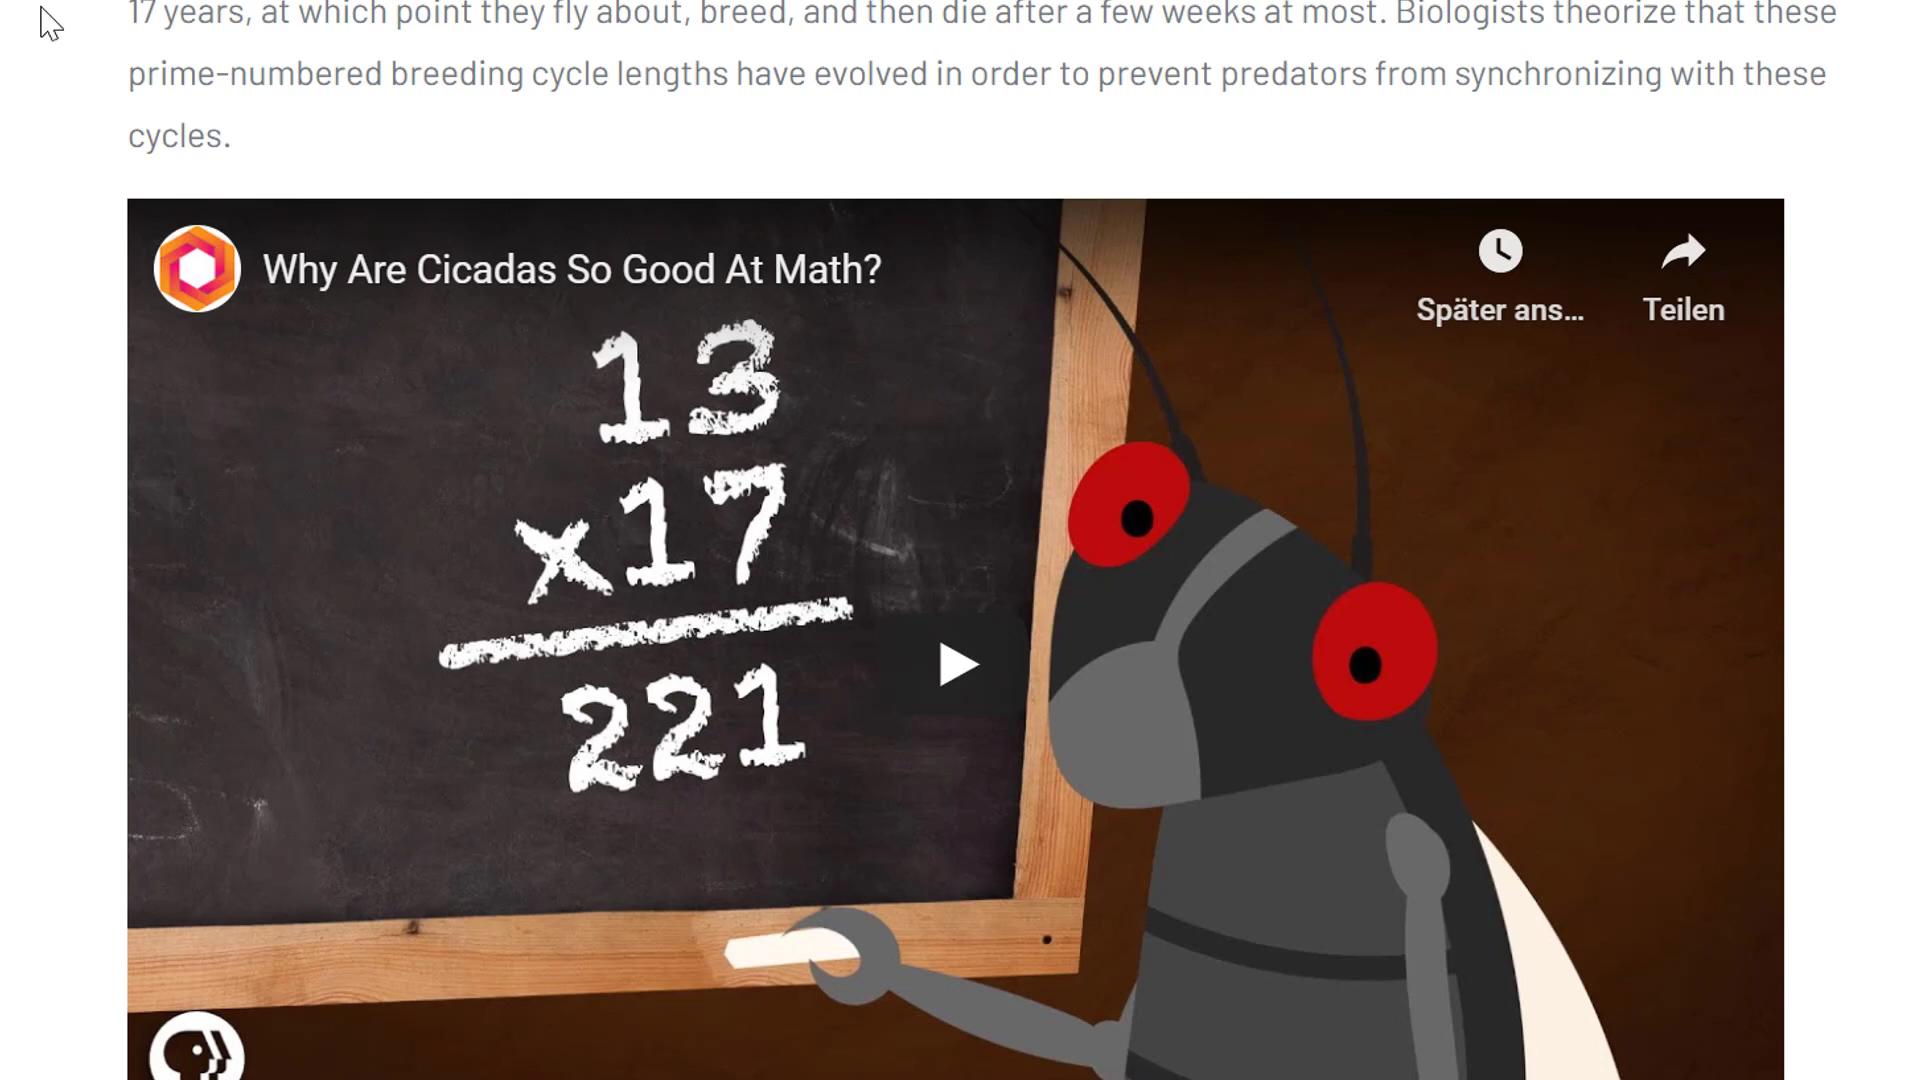 17 years, at which point they fly about, breed, and then die after a few weeks at most. Biologists theorize that these
prime-numbered breeding cycle lengths have evolved in order to prevent predators from synchronizing with these
cycles.
Why Are Cicadas So Good At Math?
Später ans...
Teilen
13
x17
221